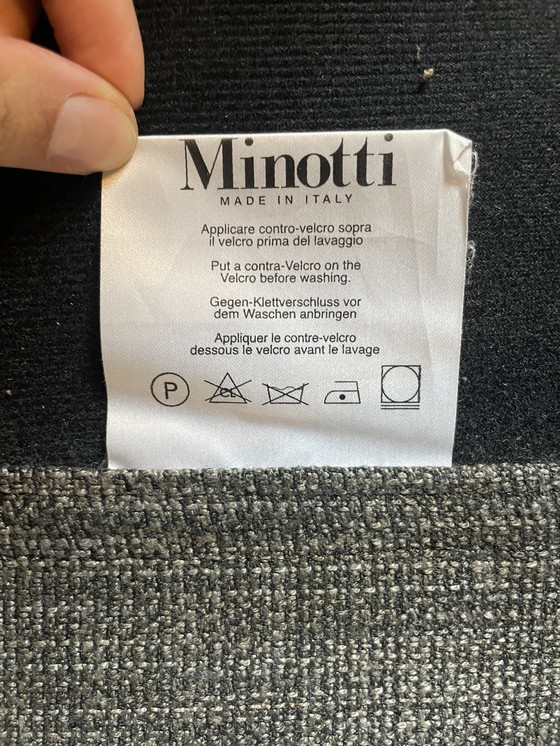 Minotti
MADE IN ITALY
Applicare contro-velcro sopra
il velcro prima del lavaggio
Put a contra-Velcro on the
Velcro before washing.
Gegen-Klettverschluss vor
dem Waschen anbringen
Appliquer le contre-velcro
dessous le velcro avant le lavage
P CL